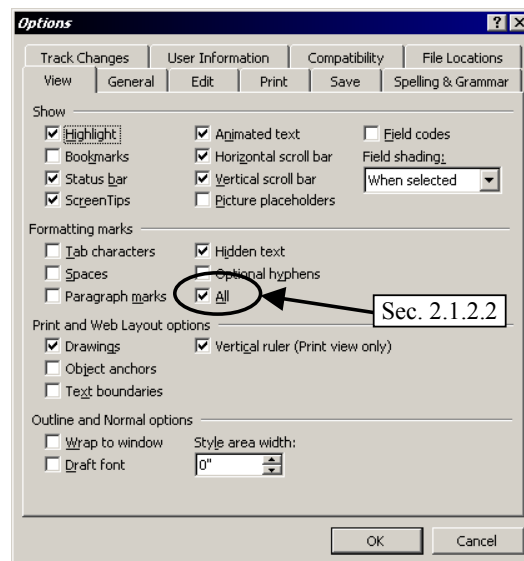 Options
Track Changes User Information Compatibility File Locations
View General Edit Print Save Spelling & Grammar
Show
Highlight Animated text Field codes
Bookmarks Horizontal scroll bar Field shading:
Status bar Vertical scroll bar When selected
ScreenTips Picture placeholders
Formatting marks
Tab characters Hidden text
Spaces Optional hyphens
Paragraph marks All
Sec. 2.1.2.2
Print and Web Layout options
Drawings Vertical ruler (Print view only)
Object anchors
Text boundaries
Outline and Normal options
Wrap to window Style area width:
Draft font 0"
OK Cancel